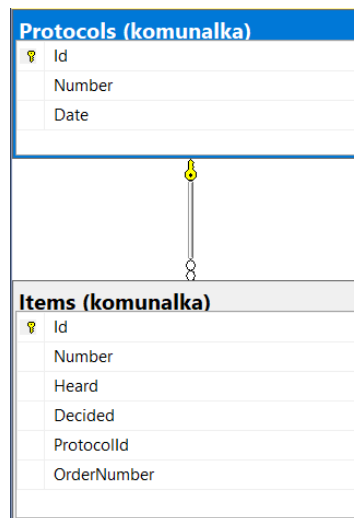 Protocols (komunalka)
Id
Number
Date
Items (komunalka)
Id
Number
Heard
Decided
ProtocolId
OrderNumber